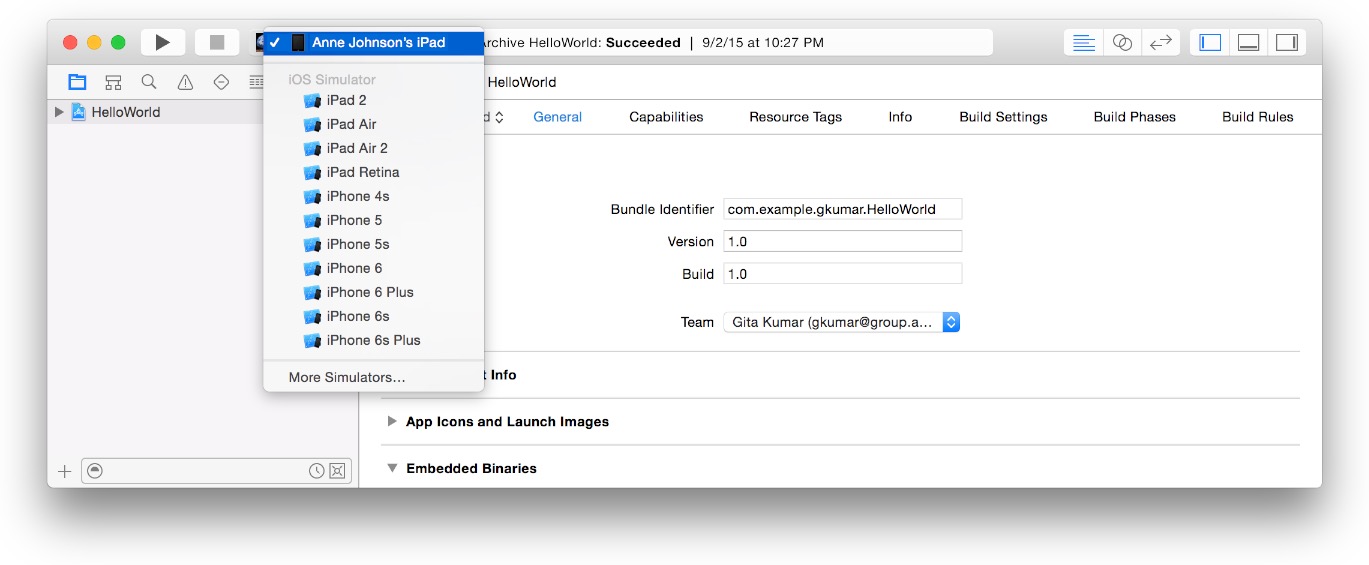 Anne Johnson's iPad
Archive HelloWorld: Succeeded | 9/2/15 at 10:27 PM
iOS Simulator
iPad 2
iPad Air
iPad Air 2
iPad Retina
iPhone 4s
iPhone 5
iPhone 5s
iPhone 6
iPhone 6 Plus
iPhone 6s
iPhone 6s Plus
More Simulators...
HelloWorld
HelloWorld
General Capabilities Resource Tags Info Build Settings Build Phases Build Rules
Bundle Identifier com.example.gkumar.HelloWorld
Version 1.0
Build 1.0
Team Gita Kumar (gkumar@group.a...
Info
App Icons and Launch Images
Embedded Binaries